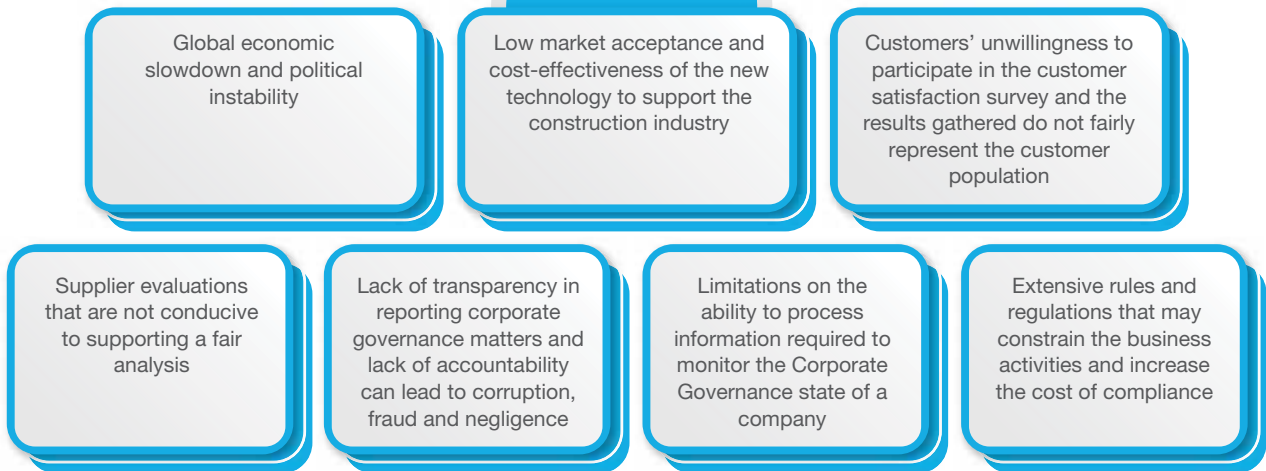 Global economic
slowdown and political
instability
Low market acceptance and
cost-effectiveness of the new
technology to support the
construction industry
Customers' unwillingness to
participate in the customer
satisfaction survey and the
results gathered do not fairly
represent the customer
population
Supplier evaluations
that are not conducive
to supporting a fair
analysis
Lack of transparency in
reporting corporate
governance matters and
lack of accountability
can lead to corruption,
fraud and negligence
Limitations on the
ability to process
information required to
monitor the Corporate
Governance state of a
company
Extensive rules and
regulations that may
constrain the business
activities and increase
the cost of compliance